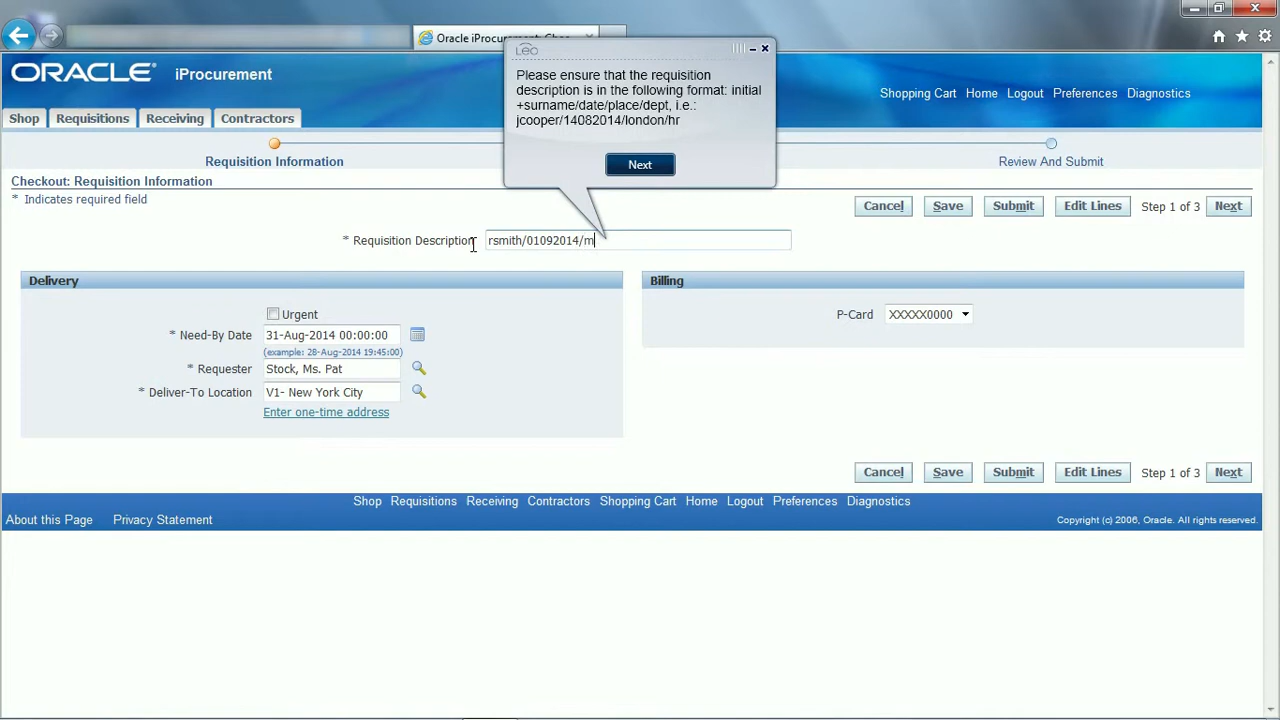 Oracle iProcurement: Chec...
ORACLE® iProcurement
Shopping Cart Home Logout Preferences Diagnostics
Leo
Please ensure that the requisition
description is in the following format: initial
+surname/date/place/dept, i.e.:
jcooper/14082014/london/hr
Next
Shop Requisitions Receiving Contractors
Requisition Information
Review And Submit
Checkout: Requisition Information
* Indicates required field
Cancel Save Submit Edit Lines Step 1 of 3 Next
* Requisition Description rsmith/01092014/m
Delivery
Urgent
* Need-By Date 31-Aug-2014 00:00:00
(example: 28-Aug-2014 19:45:00)
* Requester Stock, Ms. Pat
* Deliver-To Location V1- New York City
Enter one-time address
Billing
P-Card XXXXX0000
Cancel Save Submit Edit Lines Step 1 of 3 Next
Shop Requisitions Receiving Contractors Shopping Cart Home Logout Preferences Diagnostics
About this Page Privacy Statement
Copyright (c) 2006, Oracle. All rights reserved.